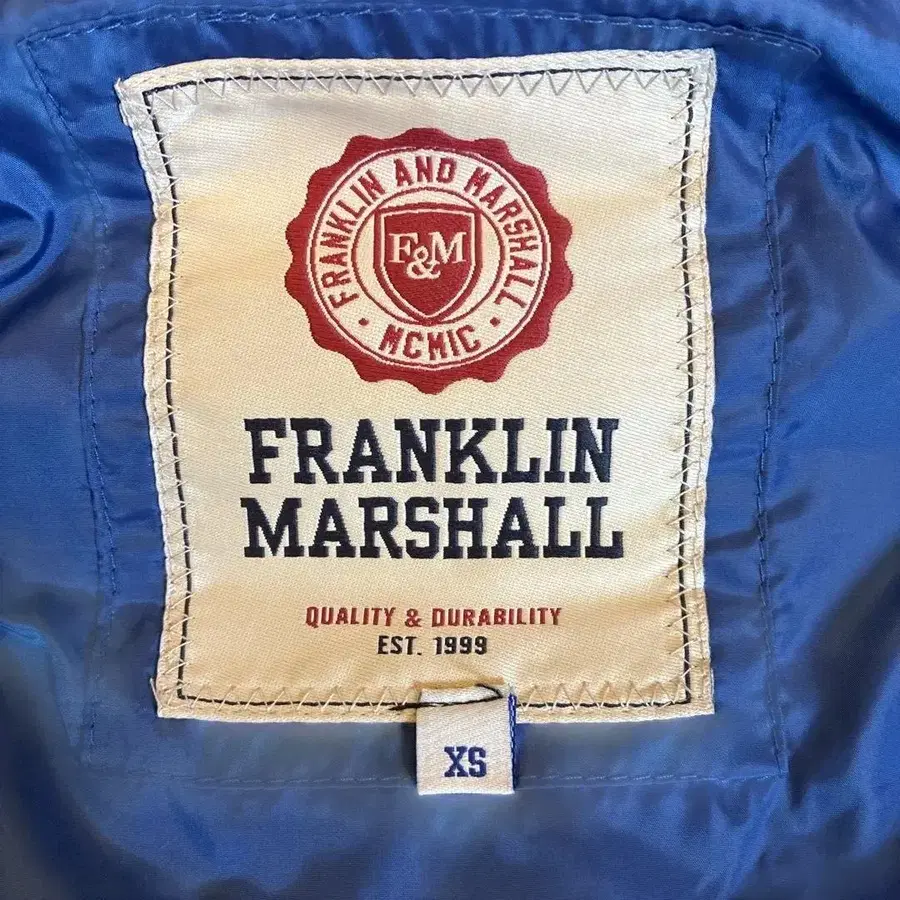 FRANKLIN AND MARSHALL
F&M
· MCMIC ·
FRANKLIN
MARSHALL
QUALITY & DURABILITY
EST. 1999
XS